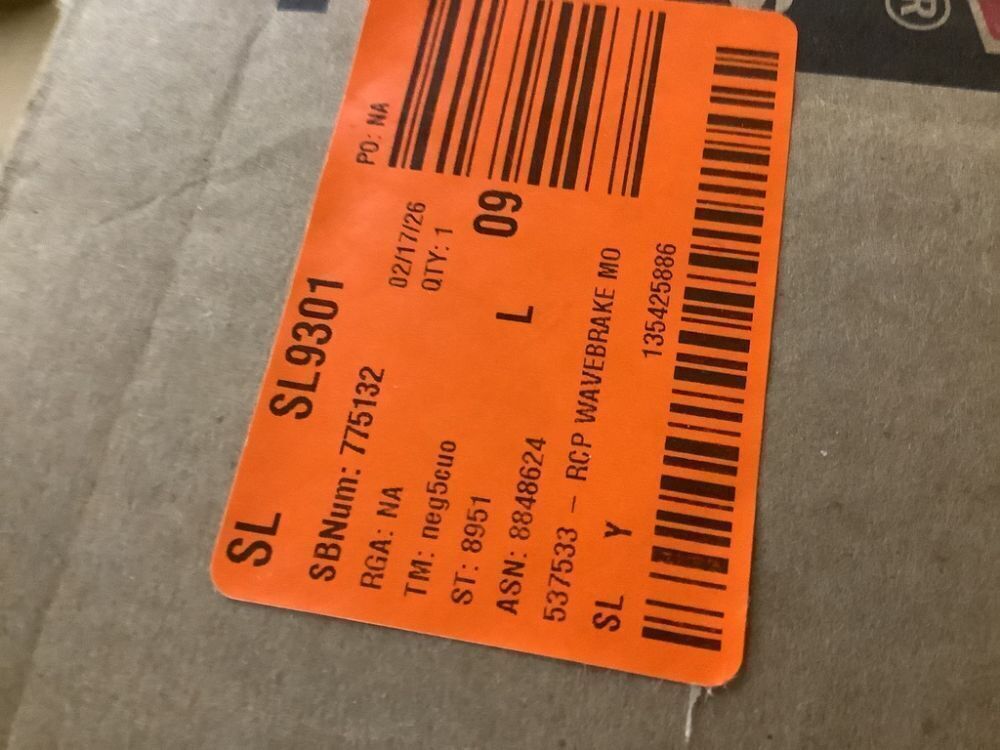 SL SL9301 PO: NA
SBNum: 775132
RGA: NA 02/17/26
TM: neg5cuo QTY: 1
ST: 8951
ASN: 8848624 L 09
537533 - RCP WAVEBRAKE MO
SL Y
135425886
®